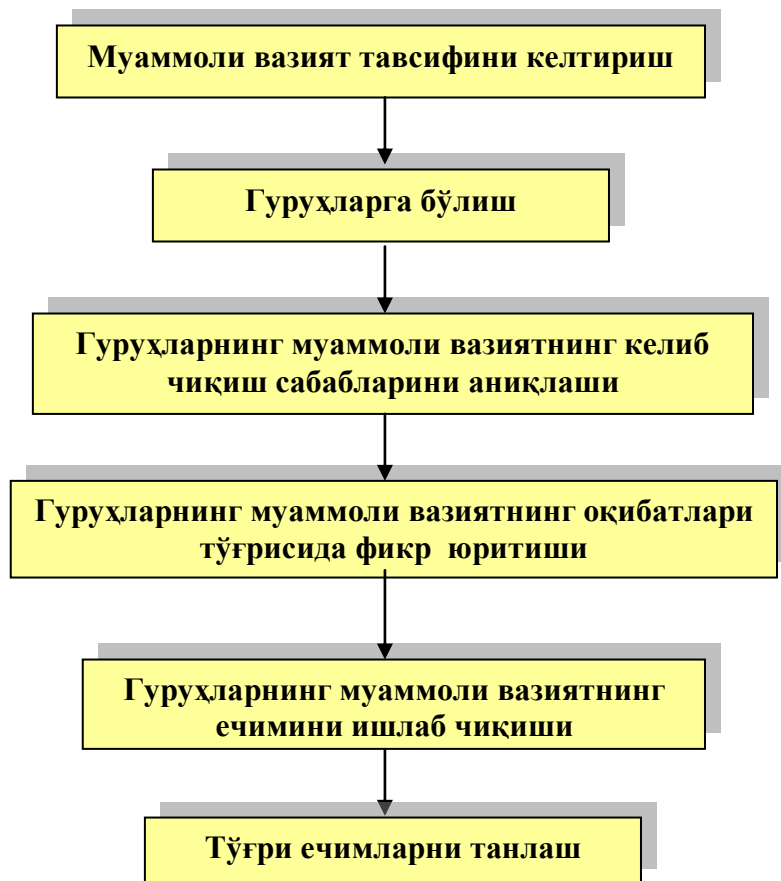 Муаммоли вазият тавсифини келтириш
Гуруҳларга бўлиш
Гуруҳларнинг муаммоли вазиятнинг келиб
чиқиш сабабларини аниқлаши
Гуруҳларнинг муаммоли вазиятнинг оқибатлари
тўғрисида фикр юритиши
Гуруҳларнинг муаммоли вазиятнинг
ечимини ишлаб чиқиши
Тўғри ечимларни танлаш